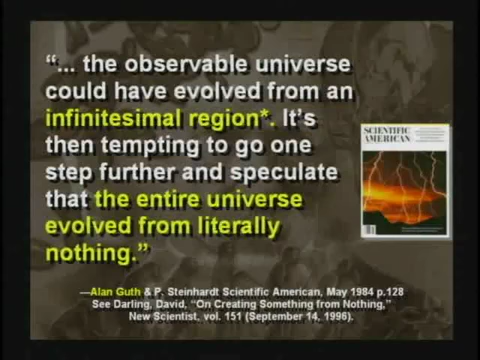 “... the observable universe
could have evolved from an
infinitesimal region*. It’s
then tempting to go one
step further and speculate
that the entire universe
evolved from literally
nothing.”
SCIENTIFIC
AMERICAN
—Alan Guth & P. Steinhardt Scientific American, May 1984 p.128
See Darling, David, “On Creating Something from Nothing,”
New Scientist, vol. 151 (September 14, 1996).